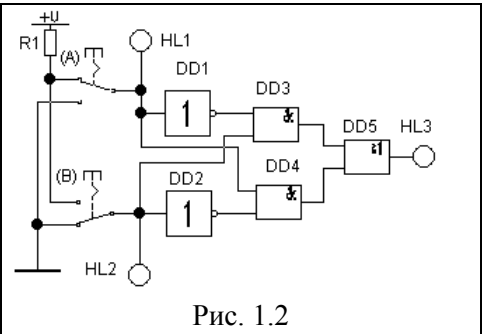 +U
R1
(A)
HL1
DD1
1
DD3
&
DD5
≥1
HL3
DD4
&
(B)
DD2
1
HL2
Рис. 1.2